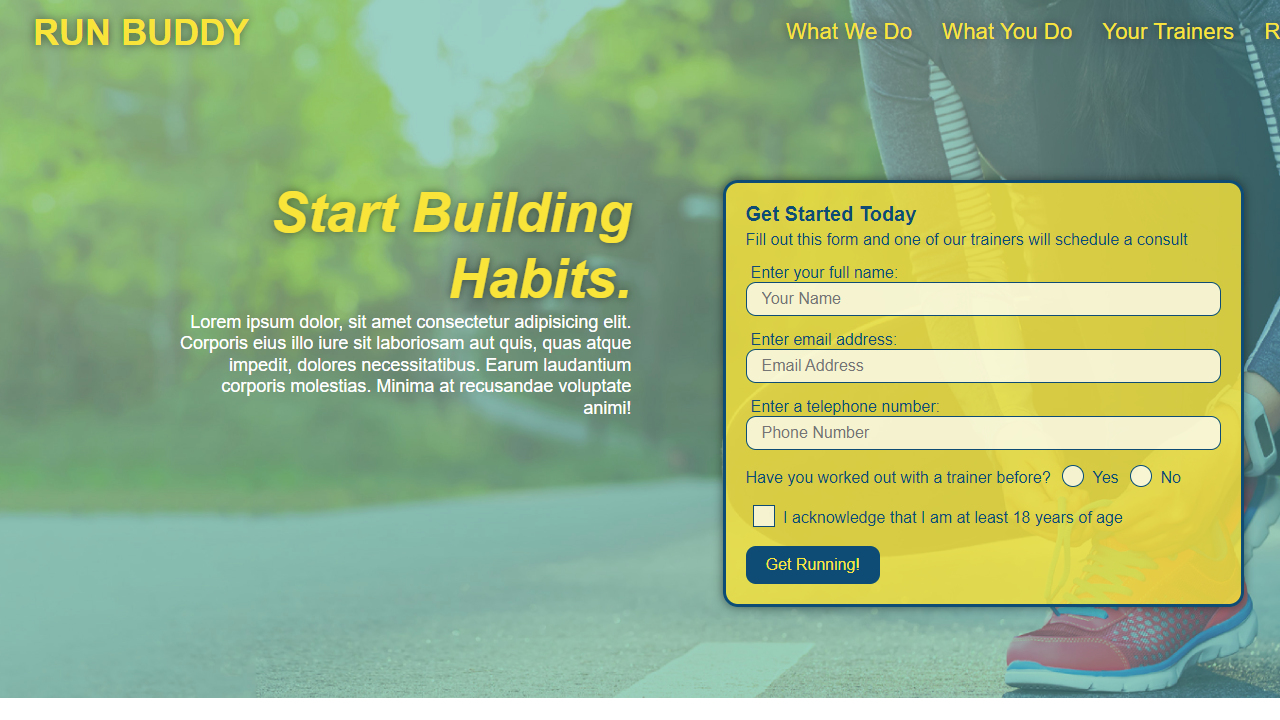 RUN BUDDY
What We Do What You Do Your Trainers R
Start Building
Habits.
Lorem ipsum dolor, sit amet consectetur adipisicing elit.
Corporis eius illo iure sit laboriosam aut quis, quas atque
impedit, dolores necessitatibus. Earum laudantium
corporis molestias. Minima at recusandae voluptate
animi!
Get Started Today
Fill out this form and one of our trainers will schedule a consult
Enter your full name:
Your Name
Enter email address:
Email Address
Enter a telephone number:
Phone Number
Have you worked out with a trainer before? Yes No
I acknowledge that I am at least 18 years of age
Get Running!